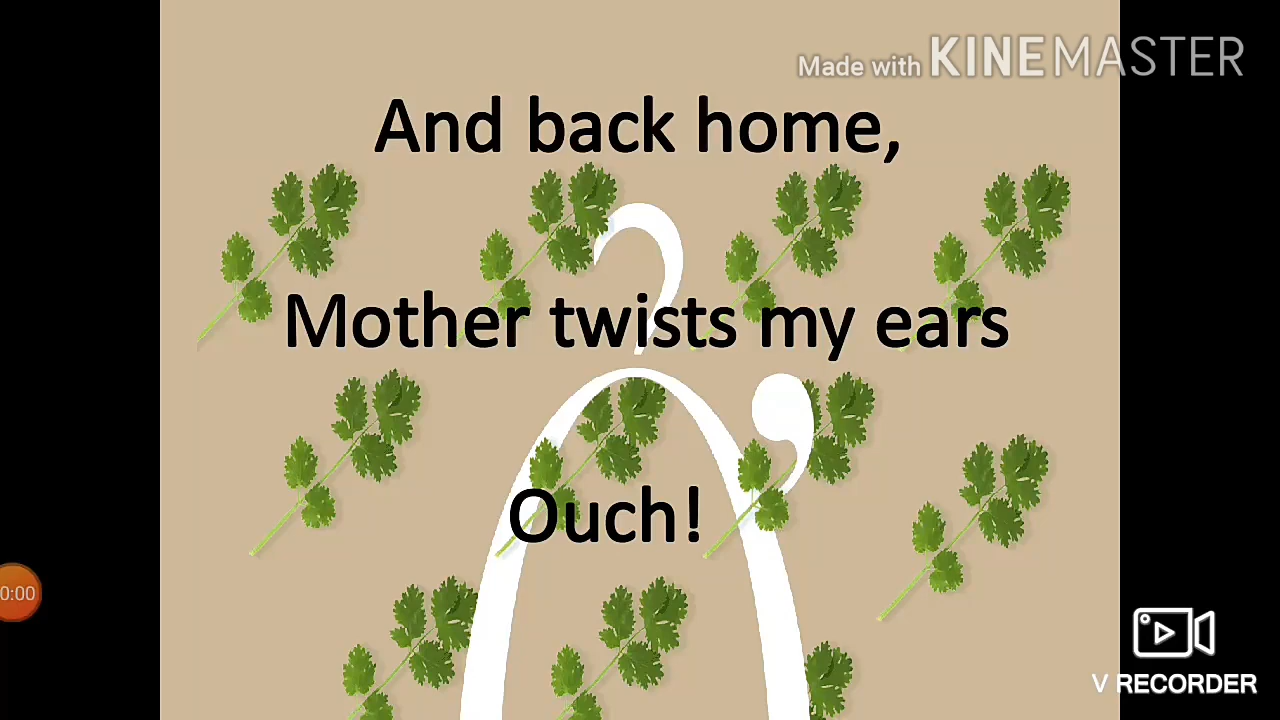 Made with KINEMASTER
And back home,
Mother twists my ears
Ouch!
0:00
V RECORDER